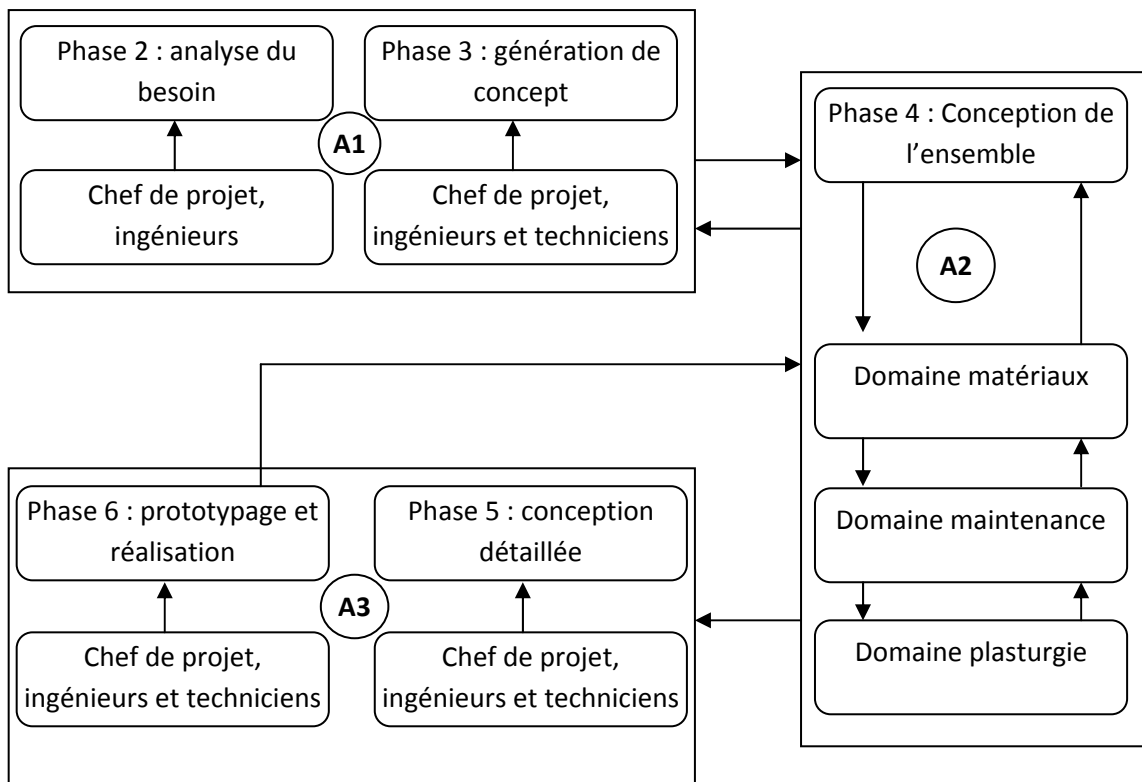 Phase 2 : analyse du
besoin
Phase 3 : génération de
concept
A1
Chef de projet,
ingénieurs
Chef de projet,
ingénieurs et techniciens
Phase 4 : Conception de
l’ensemble
A2
Domaine matériaux
Domaine maintenance
Domaine plasturgie
Phase 6 : prototypage et
réalisation
Phase 5 : conception
détaillée
A3
Chef de projet,
ingénieurs et techniciens
Chef de projet,
ingénieurs et techniciens